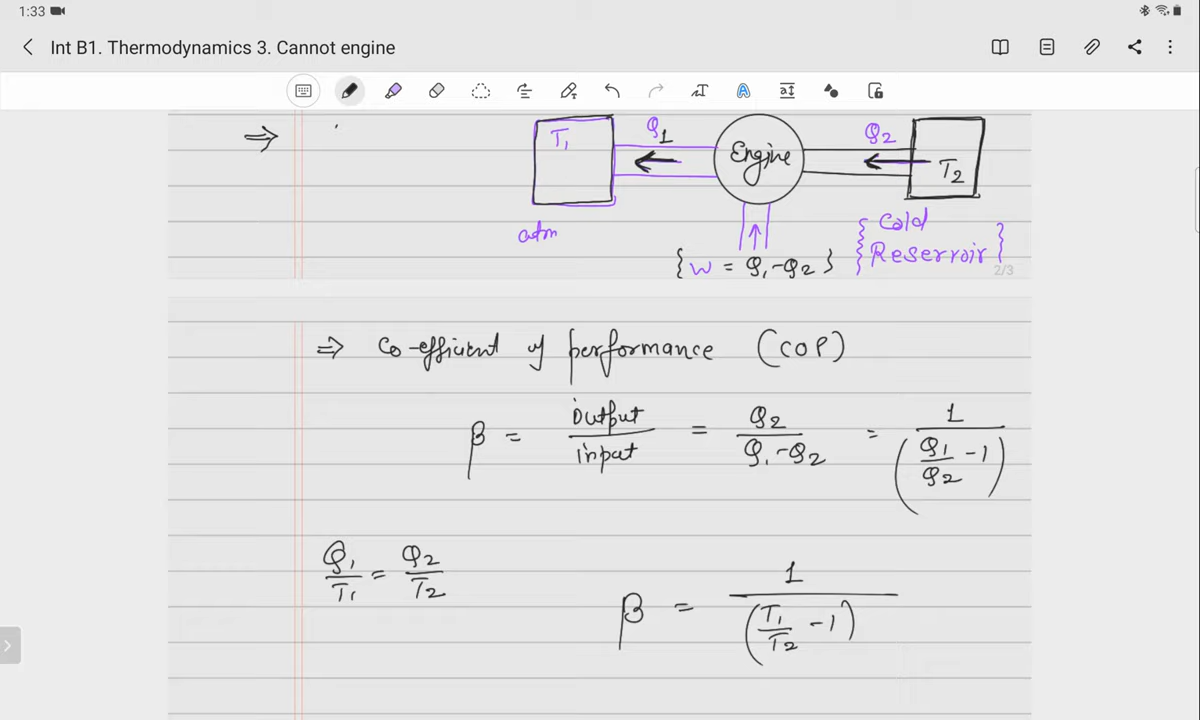 1:33
Int B1. Thermodynamics 3. Cannot engine
⇒ T1 Q1 Engine Q2 T2
atm
{ W = Q1-Q2 }
{ Cold Reservoir }
2/3
⇒ Co-efficient of performance (COP)
β = output/input = Q2/(Q1-Q2) = 1/(Q1/Q2 - 1)
Q1/T1 = Q2/T2
β = 1/(T1/T2 - 1)